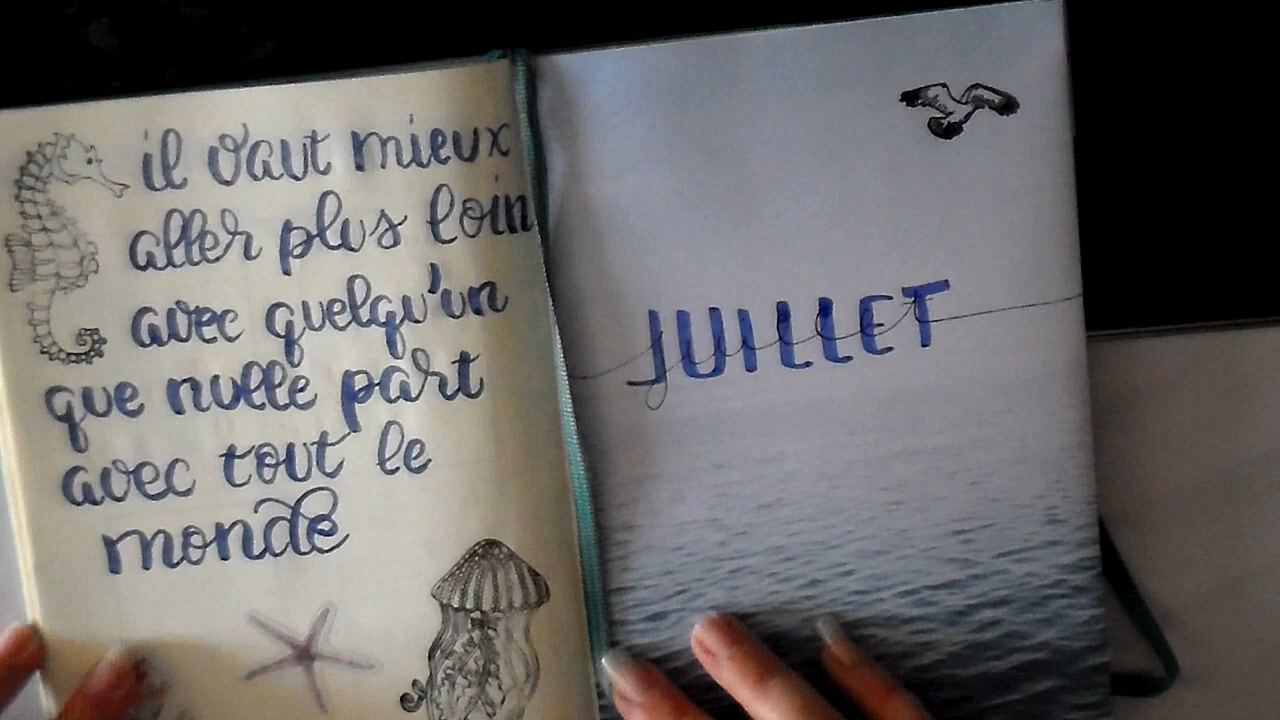 il vaut mieux
aller plus loin
avec quelqu'un
que nulle part
avec tout le
monde
JUILLET